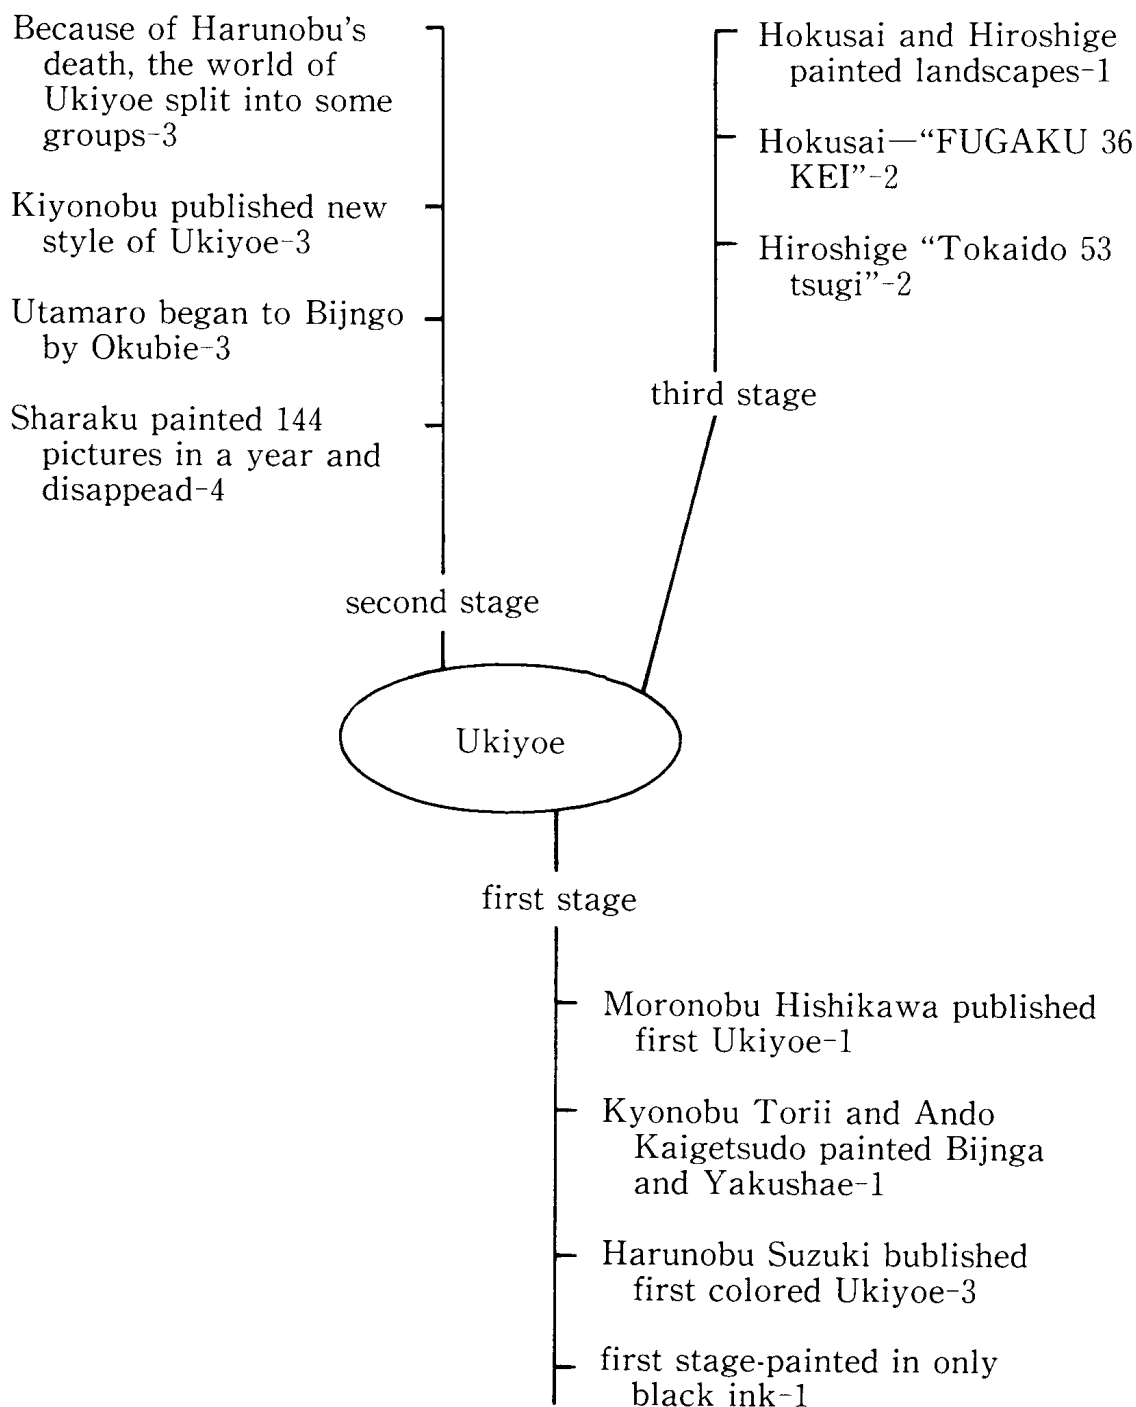 Because of Harunobu's
death, the world of
Ukiyoe split into some
groups-3
Kiyonobu published new
style of Ukiyoe-3
Utamaro began to Bijngo
by Okubie-3
Sharaku painted 144
pictures in a year and
disappead-4
second stage
Hokusai and Hiroshige
painted landscapes-1
Hokusai—“FUGAKU 36
KEI”-2
Hiroshige “Tokaido 53
tsugi”-2
third stage
Ukiyoe
first stage
Moronobu Hishikawa published
first Ukiyoe-1
Kyonobu Torii and Ando
Kaigetsudo painted Bijnga
and Yakushae-1
Harunobu Suzuki bublished
first colored Ukiyoe-3
first stage-painted in only
black ink-1